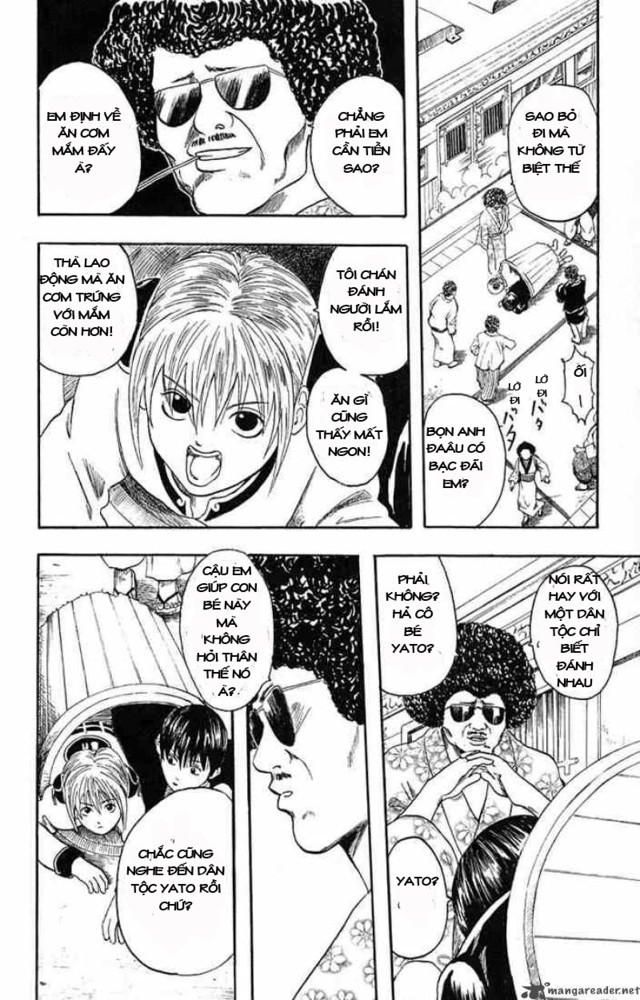 SAO BỎ
ĐI MÀ
KHÔNG TỪ
BIỆT THẾ
ỐI
LỜ
ĐI
LỜ
ĐI
BỌN ANH
ĐAÂU CÓ
BẠC ĐÃI
EM?
CHẲNG
PHẢI EM
CẦN TIỀN
SAO?
EM ĐỊNH VỀ
ĂN CƠM
MẮM ĐẤY
À?
TÔI CHÁN
ĐÁNH
NGƯỜI LẮM
RỒI!
THÀ LAO
ĐỘNG MÀ ĂN
CƠM TRỨNG
VỚI MẮM
CÒN HƠN!
ĂN GÌ
CŨNG
THẤY MẤT
NGON!
NÓI RẤT
HAY VỚI
MỘT DÂN
TỘC CHỈ
BIẾT
ĐÁNH
NHAU
PHẢI
KHÔNG?
HẢ CÔ
BÉ
YATO?
YATO?
CẬU EM
GIÚP CON
BÉ NÀY
MÀ
KHÔNG
HỎI THÂN
THẾ NÓ
À?
CHẮC CŨNG
NGHE ĐẾN DÂN
TỘC YATO RỒI
CHỨ?
mangareader.net